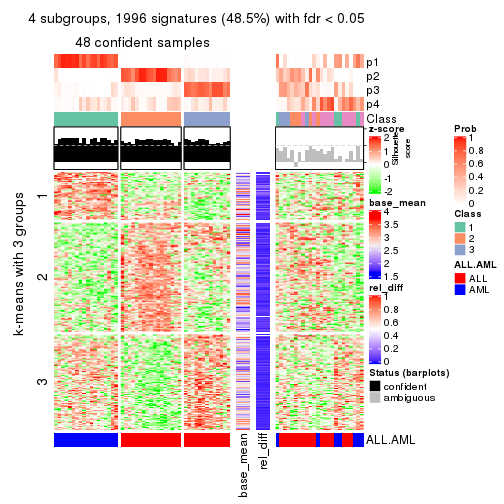 4 subgroups, 1996 signatures (48.5%) with fdr < 0.05
48 confident samples
p1
p2
p3
p4
Class
z-score
2
1
0
-1
-2
Silhouette
score
Prob
1
0.8
0.6
0.4
0.2
0
k-means with 3 groups
1
2
3
base_mean
4
3.5
3
2.5
2
1.5
Class
1
2
3
ALL.AML
ALL
AML
rel_diff
1
0.8
0.6
0.4
0.2
0
Status (barplots)
confident
ambiguous
ALL.AML
base_mean
rel_diff